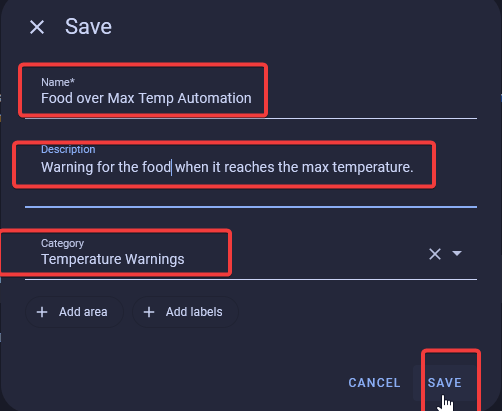 Save
Name*
Food over Max Temp Automation
Description
Warning for the food when it reaches the max temperature.
Category
Temperature Warnings
Add area
Add labels
CANCEL
SAVE